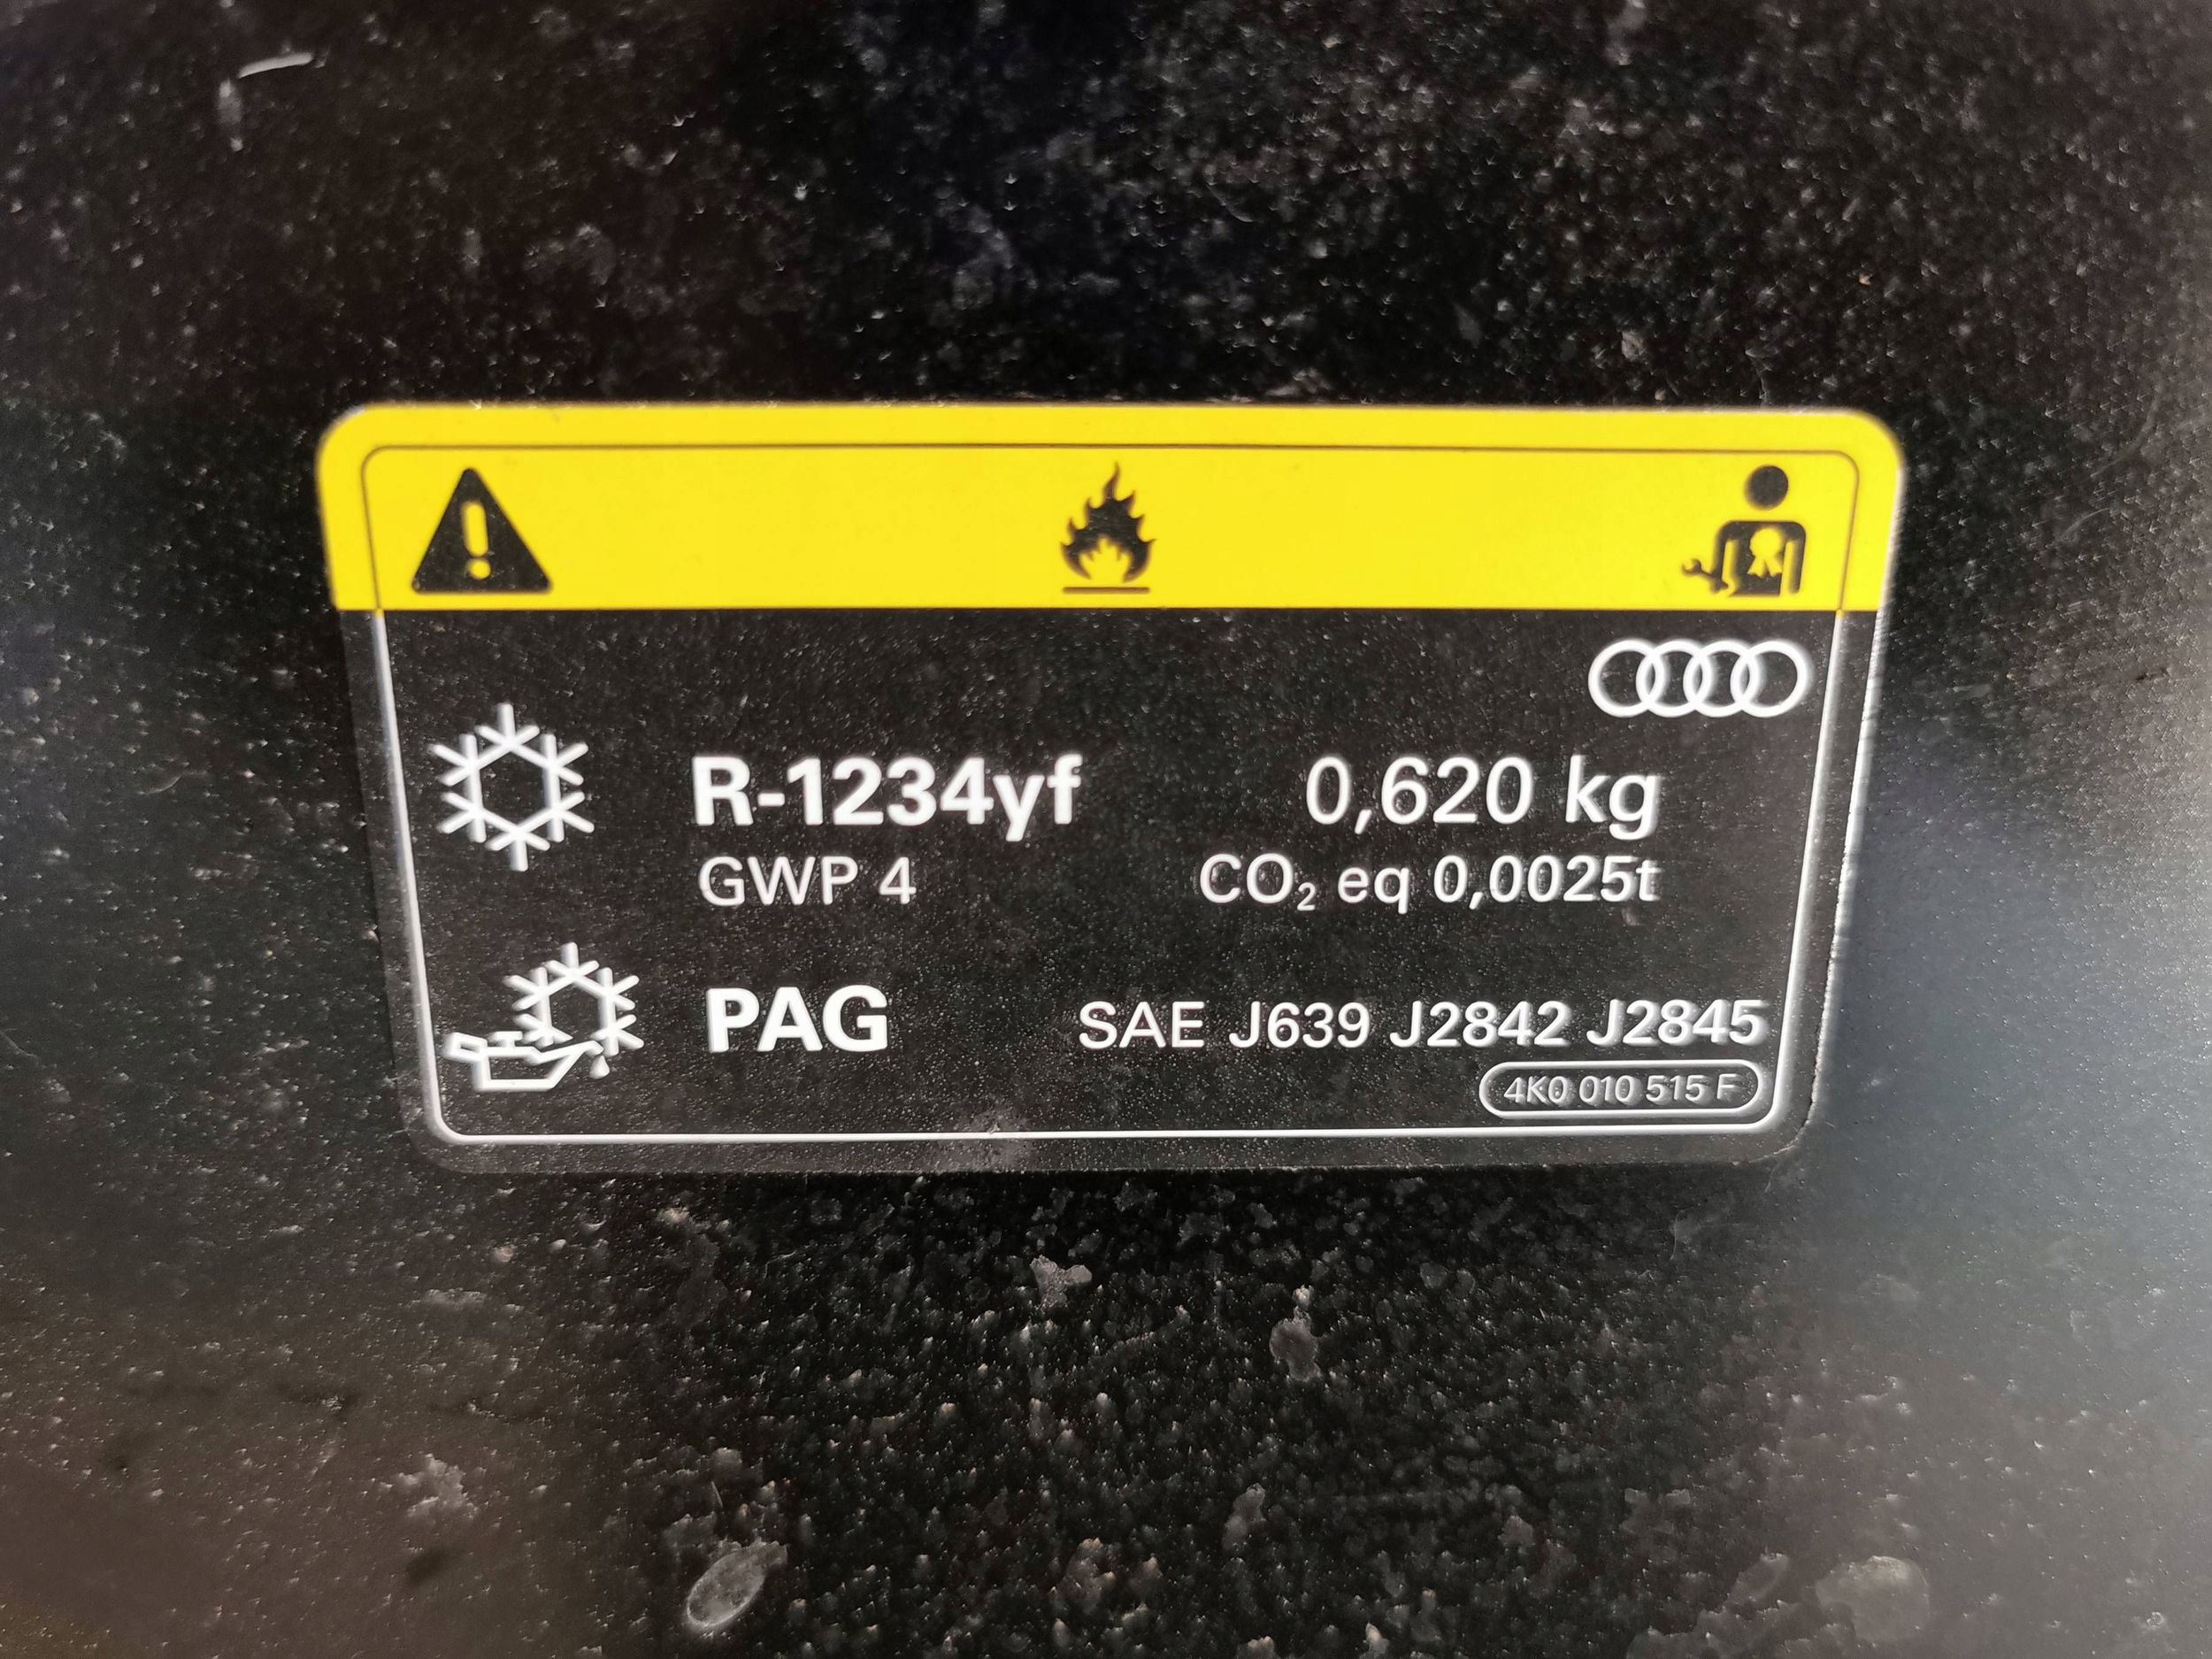 R-1234yf 0,620 kg
GWP 4 CO₂ eq 0,0025t
PAG SAE J639 J2842 J2845
4K0 010 515 F